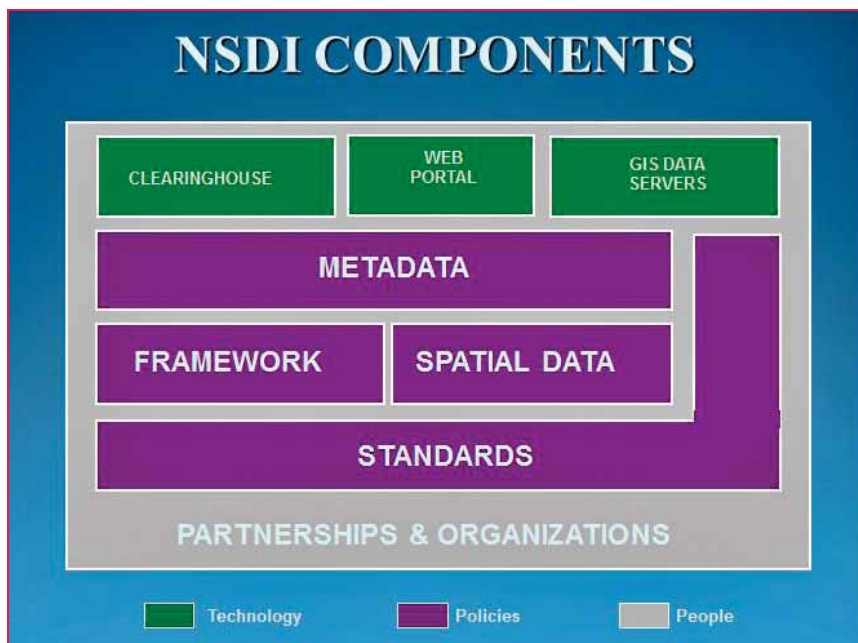 NSDI COMPONENTS
CLEARINGHOUSE
WEB
PORTAL
GIS DATA
SERVERS
METADATA
FRAMEWORK
SPATIAL DATA
STANDARDS
PARTNERSHIPS & ORGANIZATIONS
Technology
Policies
People